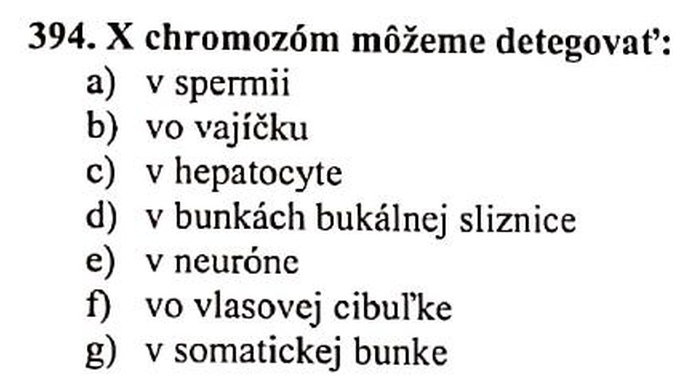 394. X chromozóm môžeme detegovať:
a) v spermii
b) vo vajíčku
c) v hepatocyte
d) v bunkách bukálnej sliznice
e) v neuróne
f) vo vlasovej cibuľke
g) v somatickej bunke